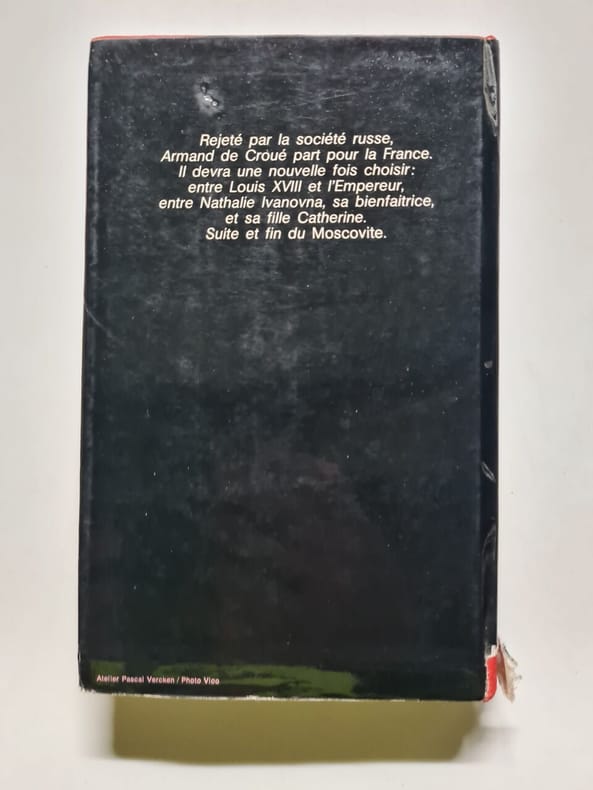 Rejeté par la société russe,
Armand de Croué part pour la France.
Il devra une nouvelle fois choisir:
entre Louis XVIII et l'Empereur,
entre Nathalie Ivanovna, sa bienfaitrice,
et sa fille Catherine.
Suite et fin du Moscovite.
Atelier Pascal Vercken / Photo Vloo